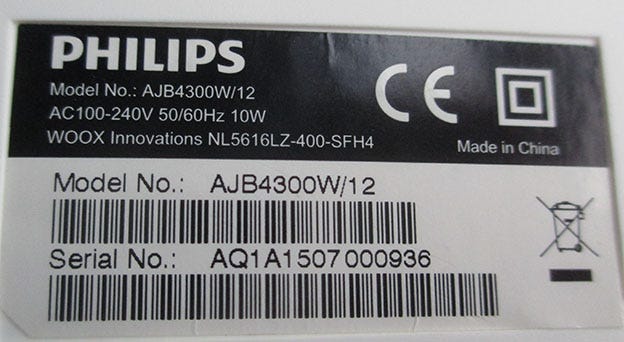 PHILIPS
Model No.: AJB4300W/12
AC100-240V 50/60Hz 10W
WOOX Innovations NL5616LZ-400-SFH4
CE
Made in China
Model No.: AJB4300W/12
Serial No.: AQ1A1507000936